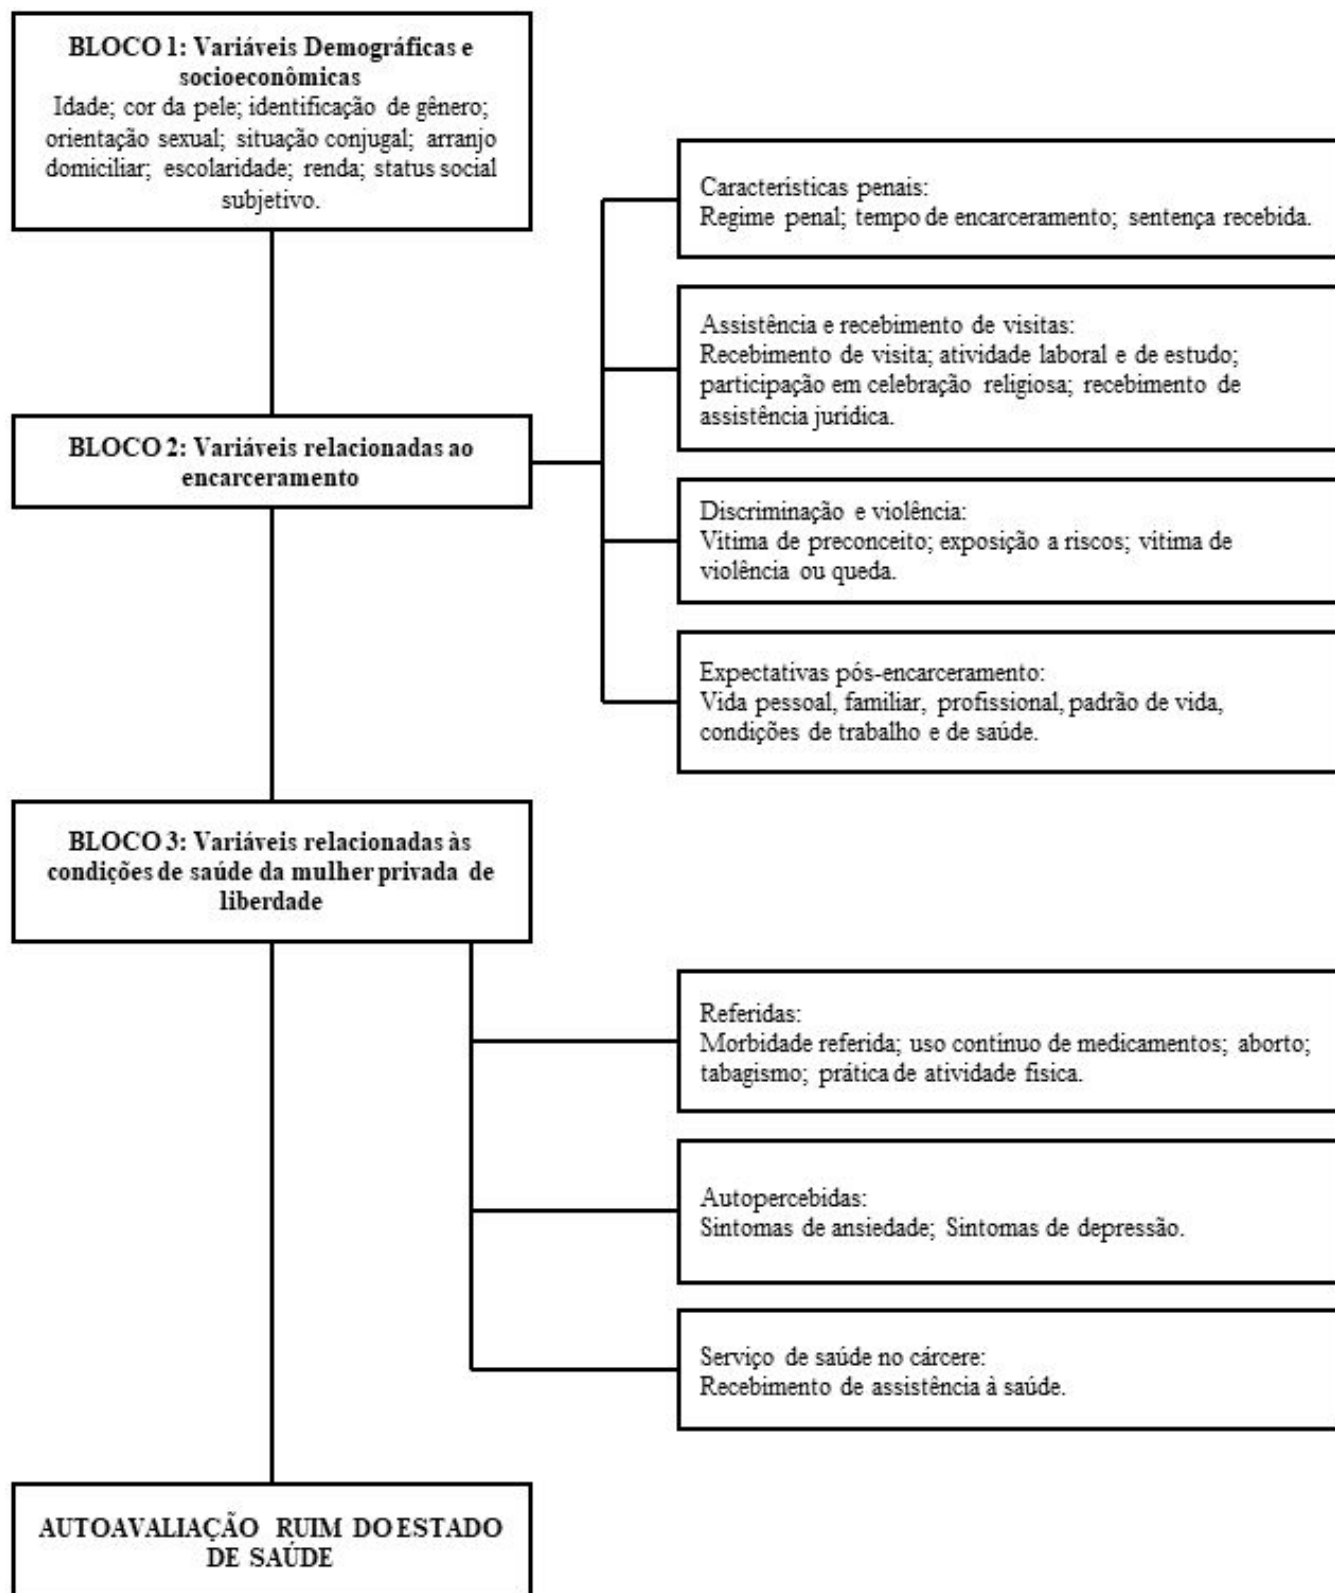 BLOCO 1: Variáveis Demográficas e
socioeconômicas
Idade; cor da pele; identificação de gênero;
orientação sexual; situação conjugal; arranjo
domiciliar; escolaridade; renda; status social
subjetivo.
Características penais:
Regime penal; tempo de encarceramento; sentença recebida.
Assistência e recebimento de visitas:
Recebimento de visita; atividade laboral e de estudo;
participação em celebração religiosa; recebimento de
assistência jurídica.
BLOCO 2: Variáveis relacionadas ao
encarceramento
Discriminação e violência:
Vítima de preconceito; exposição a riscos; vítima de
violência ou queda.
Expectativas pós-encarceramento:
Vida pessoal, familiar, profissional, padrão de vida,
condições de trabalho e de saúde.
BLOCO 3: Variáveis relacionadas às
condições de saúde da mulher privada de
liberdade
Referidas:
Morbidade referida; uso contínuo de medicamentos; aborto;
tabagismo; prática de atividade física.
Autopercebidas:
Sintomas de ansiedade; Sintomas de depressão.
Serviço de saúde no cárcere:
Recebimento de assistência à saúde.
AUTOAVALIAÇÃO RUIM DO ESTADO
DE SAÚDE